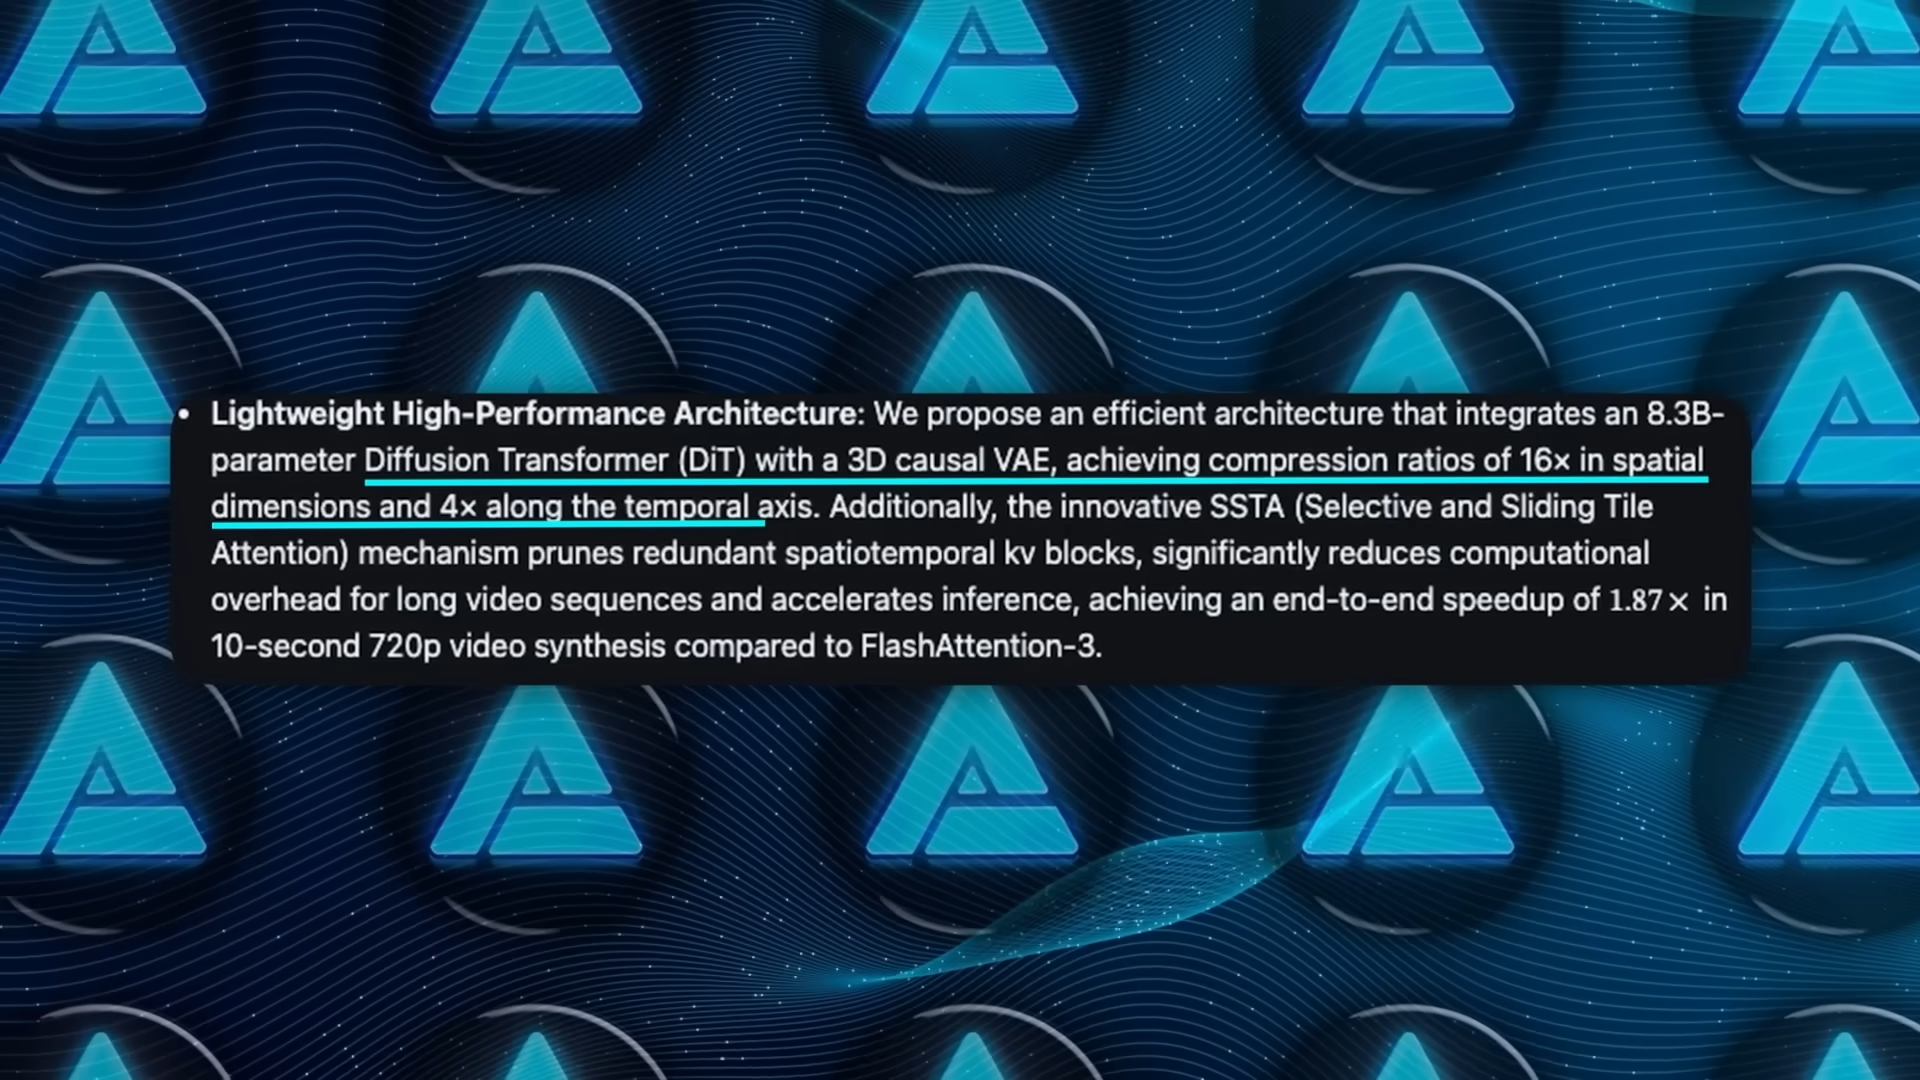 • Lightweight High-Performance Architecture: We propose an efficient architecture that integrates an 8.3B-
parameter Diffusion Transformer (DiT) with a 3D causal VAE, achieving compression ratios of 16× in spatial
dimensions and 4× along the temporal axis. Additionally, the innovative SSTA (Selective and Sliding Tile
Attention) mechanism prunes redundant spatiotemporal kv blocks, significantly reduces computational
overhead for long video sequences and accelerates inference, achieving an end-to-end speedup of 1.87× in
10-second 720p video synthesis compared to FlashAttention-3.